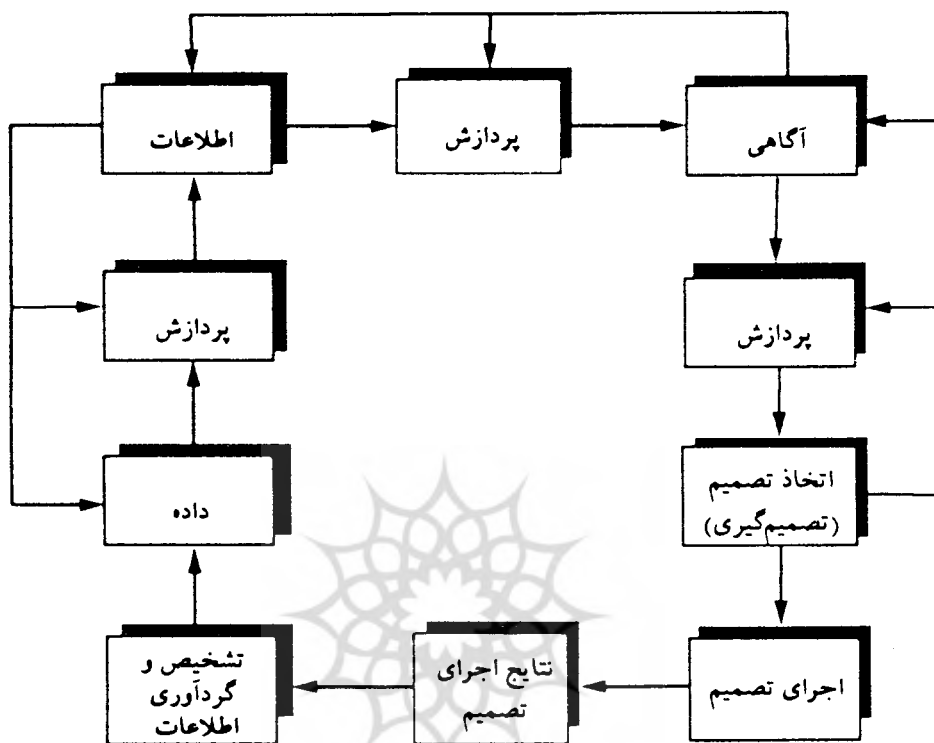 آگاهی
پردازش
اطلاعات
پردازش
پردازش
اتخاذ تصمیم
(تصمیم‌گیری)
داده
اجرای تصمیم
نتایج اجرای
تصمیم
تشخیص و
گردآوری
اطلاعات